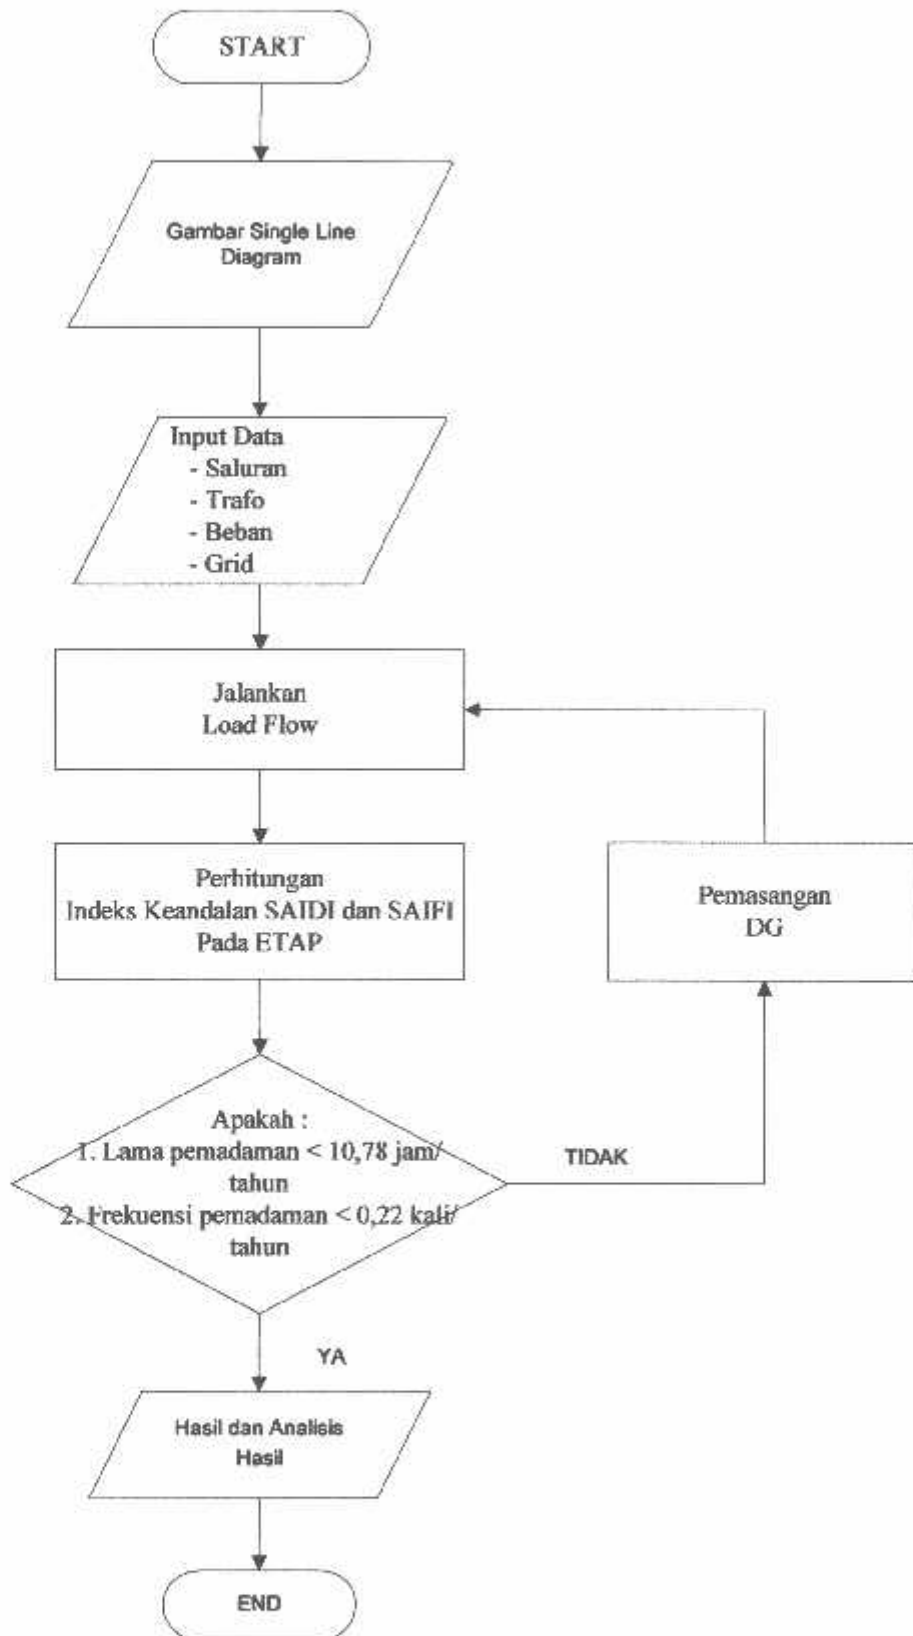 START
Gambar Single Line
Diagram
Input Data
- Saluran
- Trafo
- Beban
- Grid
Jalankan
Load Flow
Perhitungan
Indeks Keandalan SAIDI dan SAIFI
Pada ETAP
Pemasangan
DG
Apakah :
1. Lama pemadaman < 10,78 jam/
tahun
2. Frekuensi pemadaman < 0,22 kali/
tahun
TIDAK
YA
Hasil dan Analisis
Hasil
END